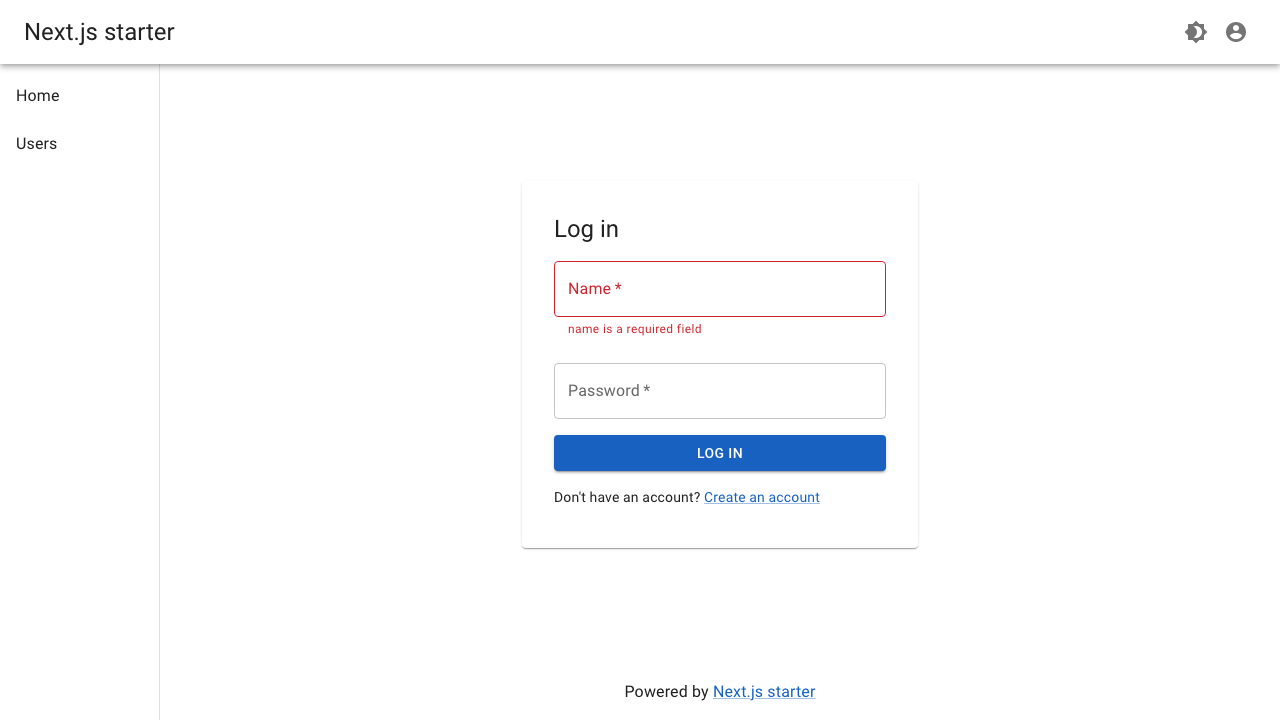 Next.js starter
Home
Users
Log in
Name *
name is a required field
Password *
LOG IN
Don't have an account? Create an account
Powered by Next.js starter